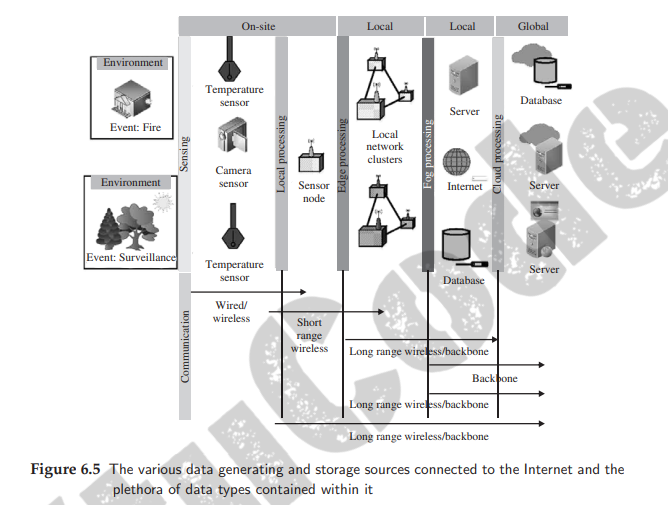 On-site
Local
Local
Global
Environment
Event: Fire
Environment
Event: Surveillance
Sensing
Temperature
sensor
Camera
sensor
Temperature
sensor
Local processing
Sensor
node
Edge processing
Local
network
clusters
Fog processing
Server
Internet
Database
Cloud processing
Database
Server
Server
Communication
Wired/
wireless
Short
range
wireless
Long range wireless/backbone
Backbone
Long range wireless/backbone
Long range wireless/backbone
Figure 6.5 The various data generating and storage sources connected to the Internet and the
plethora of data types contained within it